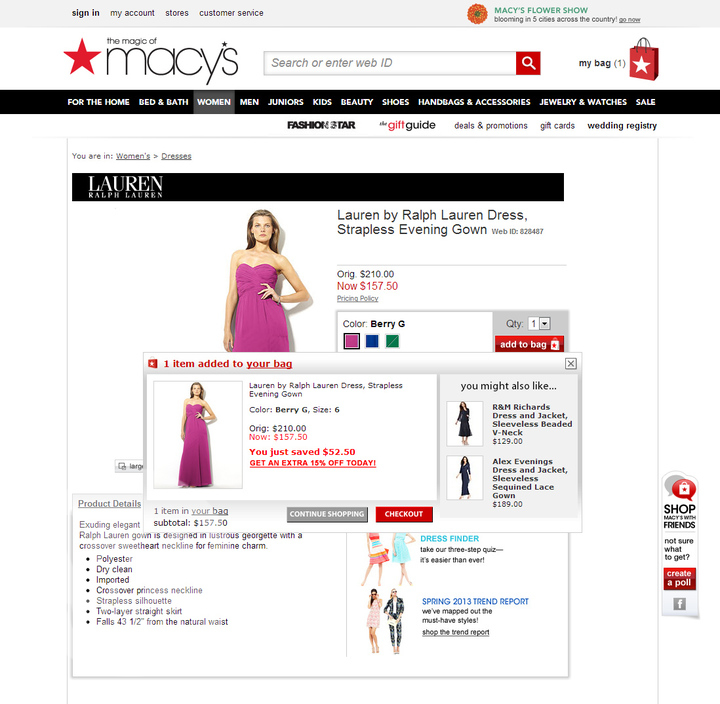 sign in my account stores customer service
MACY'S FLOWER SHOW
blooming in 5 cities across the country! go now
the magic of
macy's
Search or enter web ID
my bag (1)
FOR THE HOME BED & BATH WOMEN MEN JUNIORS KIDS BEAUTY SHOES HANDBAGS & ACCESSORIES JEWELRY & WATCHES SALE
FASHION STAR the gift guide deals & promotions gift cards wedding registry
You are in: Women's > Dresses
LAUREN
RALPH LAUREN
Lauren by Ralph Lauren Dress,
Strapless Evening Gown Web ID: 828487
Orig. $210.00
Now $157.50
Pricing Policy
Color: Berry G
Qty: 1
add to bag
1 item added to your bag
Lauren by Ralph Lauren Dress, Strapless
Evening Gown
Color: Berry G, Size: 6
Orig: $210.00
Now: $157.50
You just saved $52.50
GET AN EXTRA 15% OFF TODAY!
1 item in your bag
subtotal: $157.50
CONTINUE SHOPPING CHECKOUT
you might also like...
R&M Richards
Dress and Jacket,
Sleeveless Beaded
V-Neck
$129.00
Alex Evenings
Dress and Jacket,
Sleeveless
Sequined Lace
Gown
$189.00
large
Product Details
Exuding elegant
Ralph Lauren gown is designed in lustrous georgette with a
crossover sweetheart neckline for feminine charm.
Polyester
Dry clean
Imported
Crossover princess neckline
Strapless silhouette
Two-layer straight skirt
Falls 43 1/2" from the natural waist
DRESS FINDER
take our three-step quiz—
it's easier than ever!
SPRING 2013 TREND REPORT
we've mapped out the
must-have styles!
shop the trend report
SHOP
MACY'S WITH
FRIENDS
not sure
what
to get?
create
a poll
f